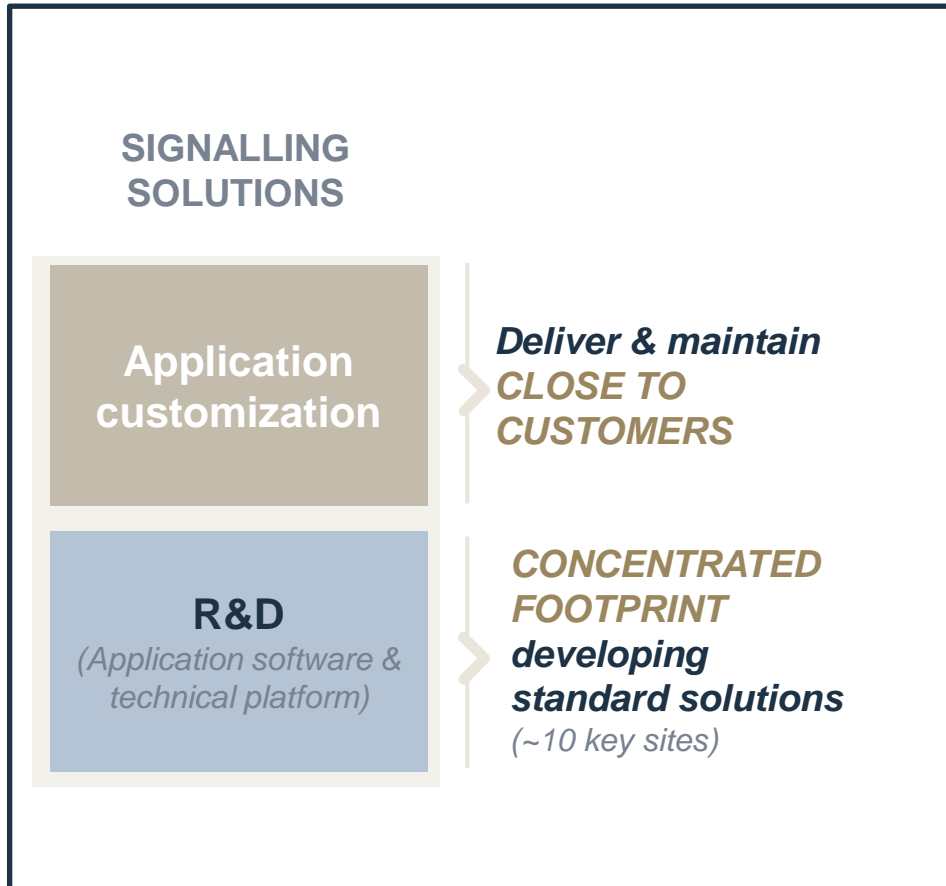 SIGNALLING
SOLUTIONS
Application
customization
Deliver & maintain
CLOSE TO
CUSTOMERS
R&D
(Application software &
technical platform)
CONCENTRATED
FOOTPRINT
developing
standard solutions
(~10 key sites)